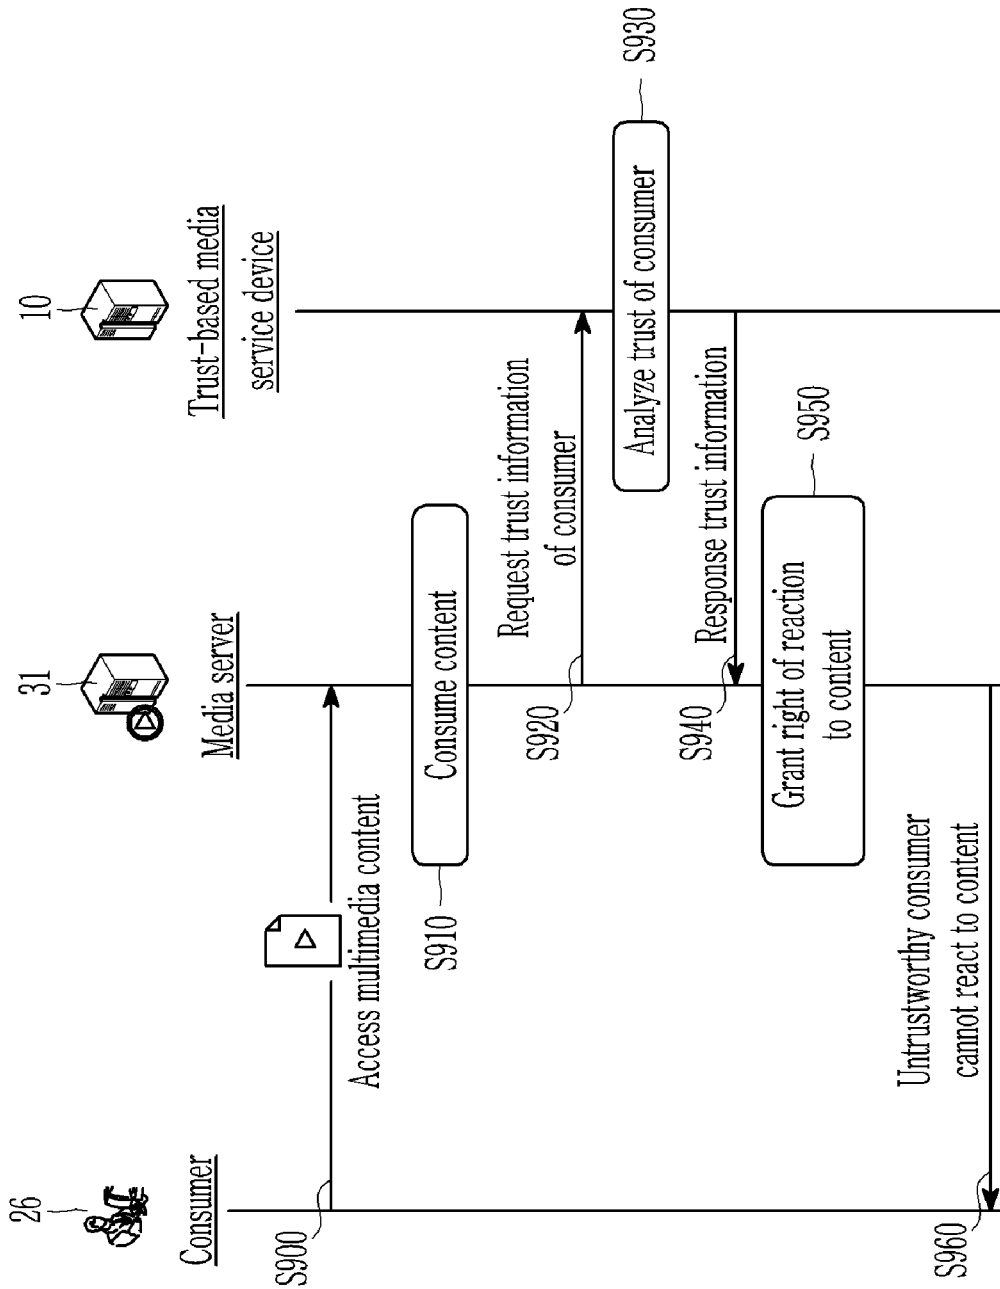 26
31
10
Consumer
Media server
Trust-based media
service device
S900
Access multimedia content
Consume content
S910
Request trust information
of consumer
S920
Analyze trust of consumer
S930
Response trust information
S940
Grant right of reaction
to content
S950
Untrustworthy consumer
cannot react to content
S960